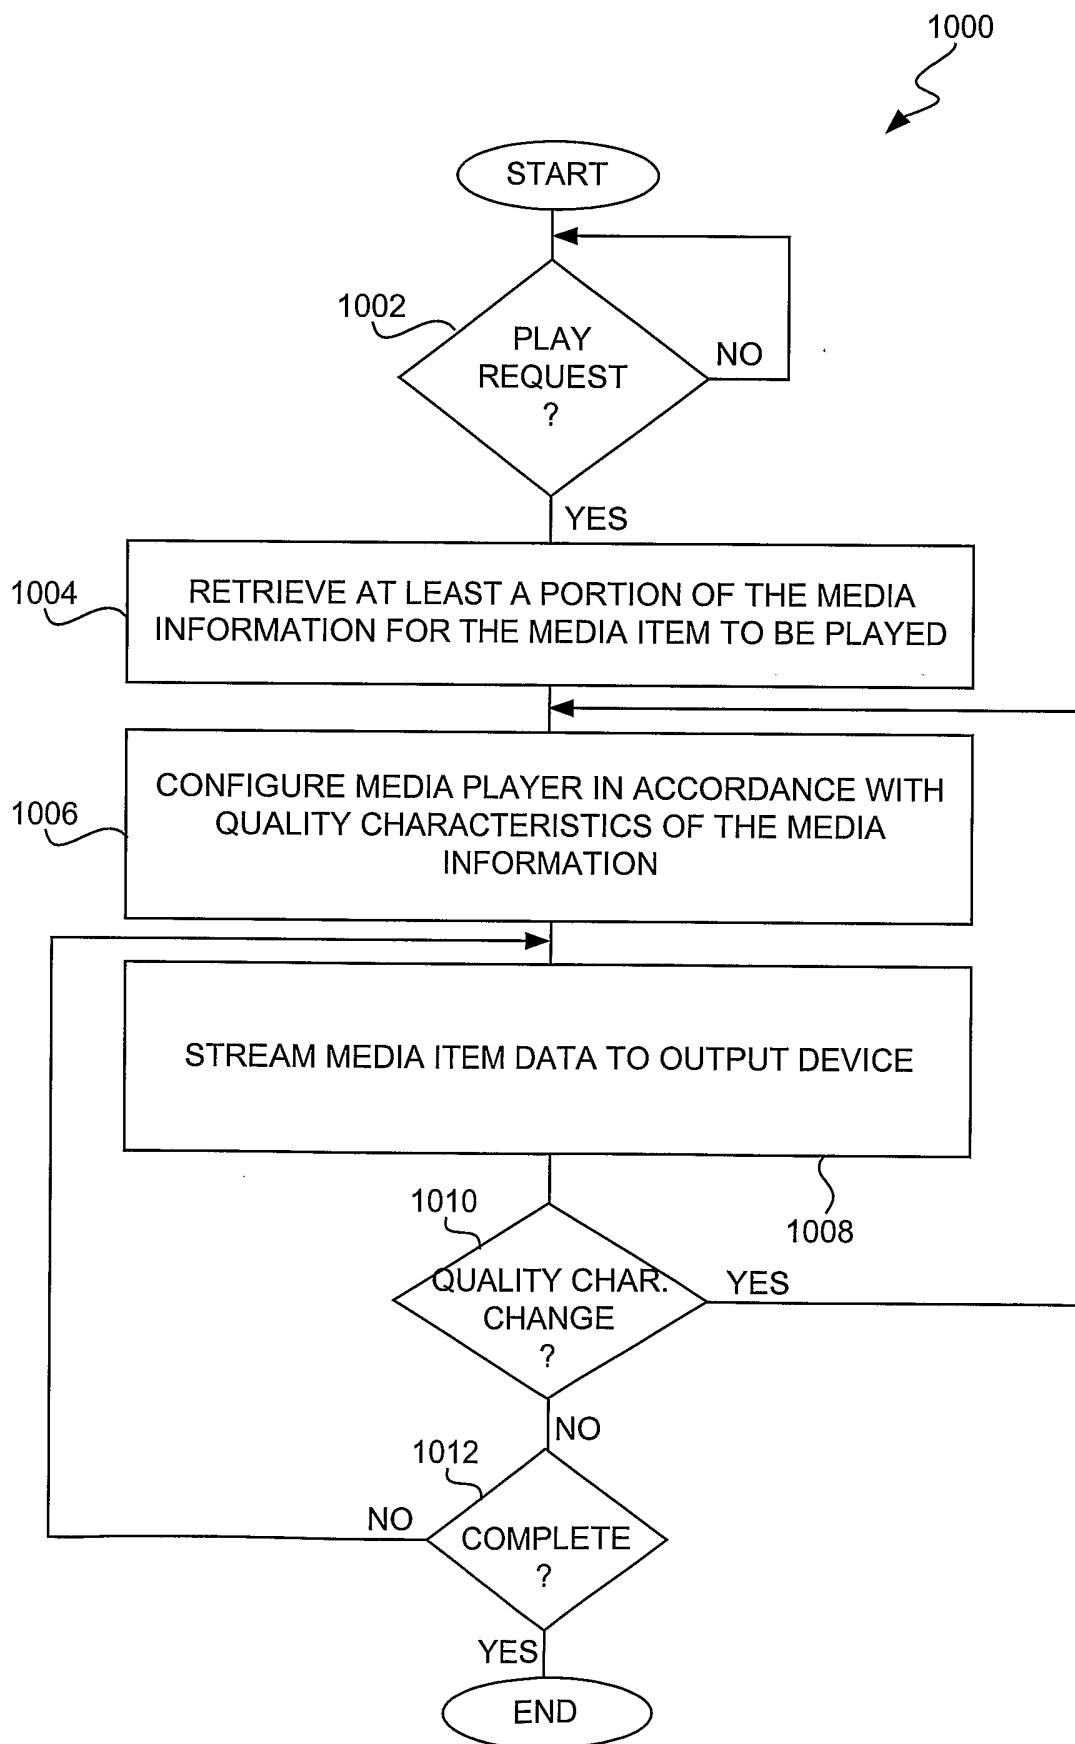 1000
START
1002
PLAY
REQUEST
?
NO
YES
1004
RETRIEVE AT LEAST A PORTION OF THE MEDIA
INFORMATION FOR THE MEDIA ITEM TO BE PLAYED
1006
CONFIGURE MEDIA PLAYER IN ACCORDANCE WITH
QUALITY CHARACTERISTICS OF THE MEDIA
INFORMATION
STREAM MEDIA ITEM DATA TO OUTPUT DEVICE
1008
1010
QUALITY CHAR.
CHANGE
?
YES
NO
1012
NO
COMPLETE
?
YES
END